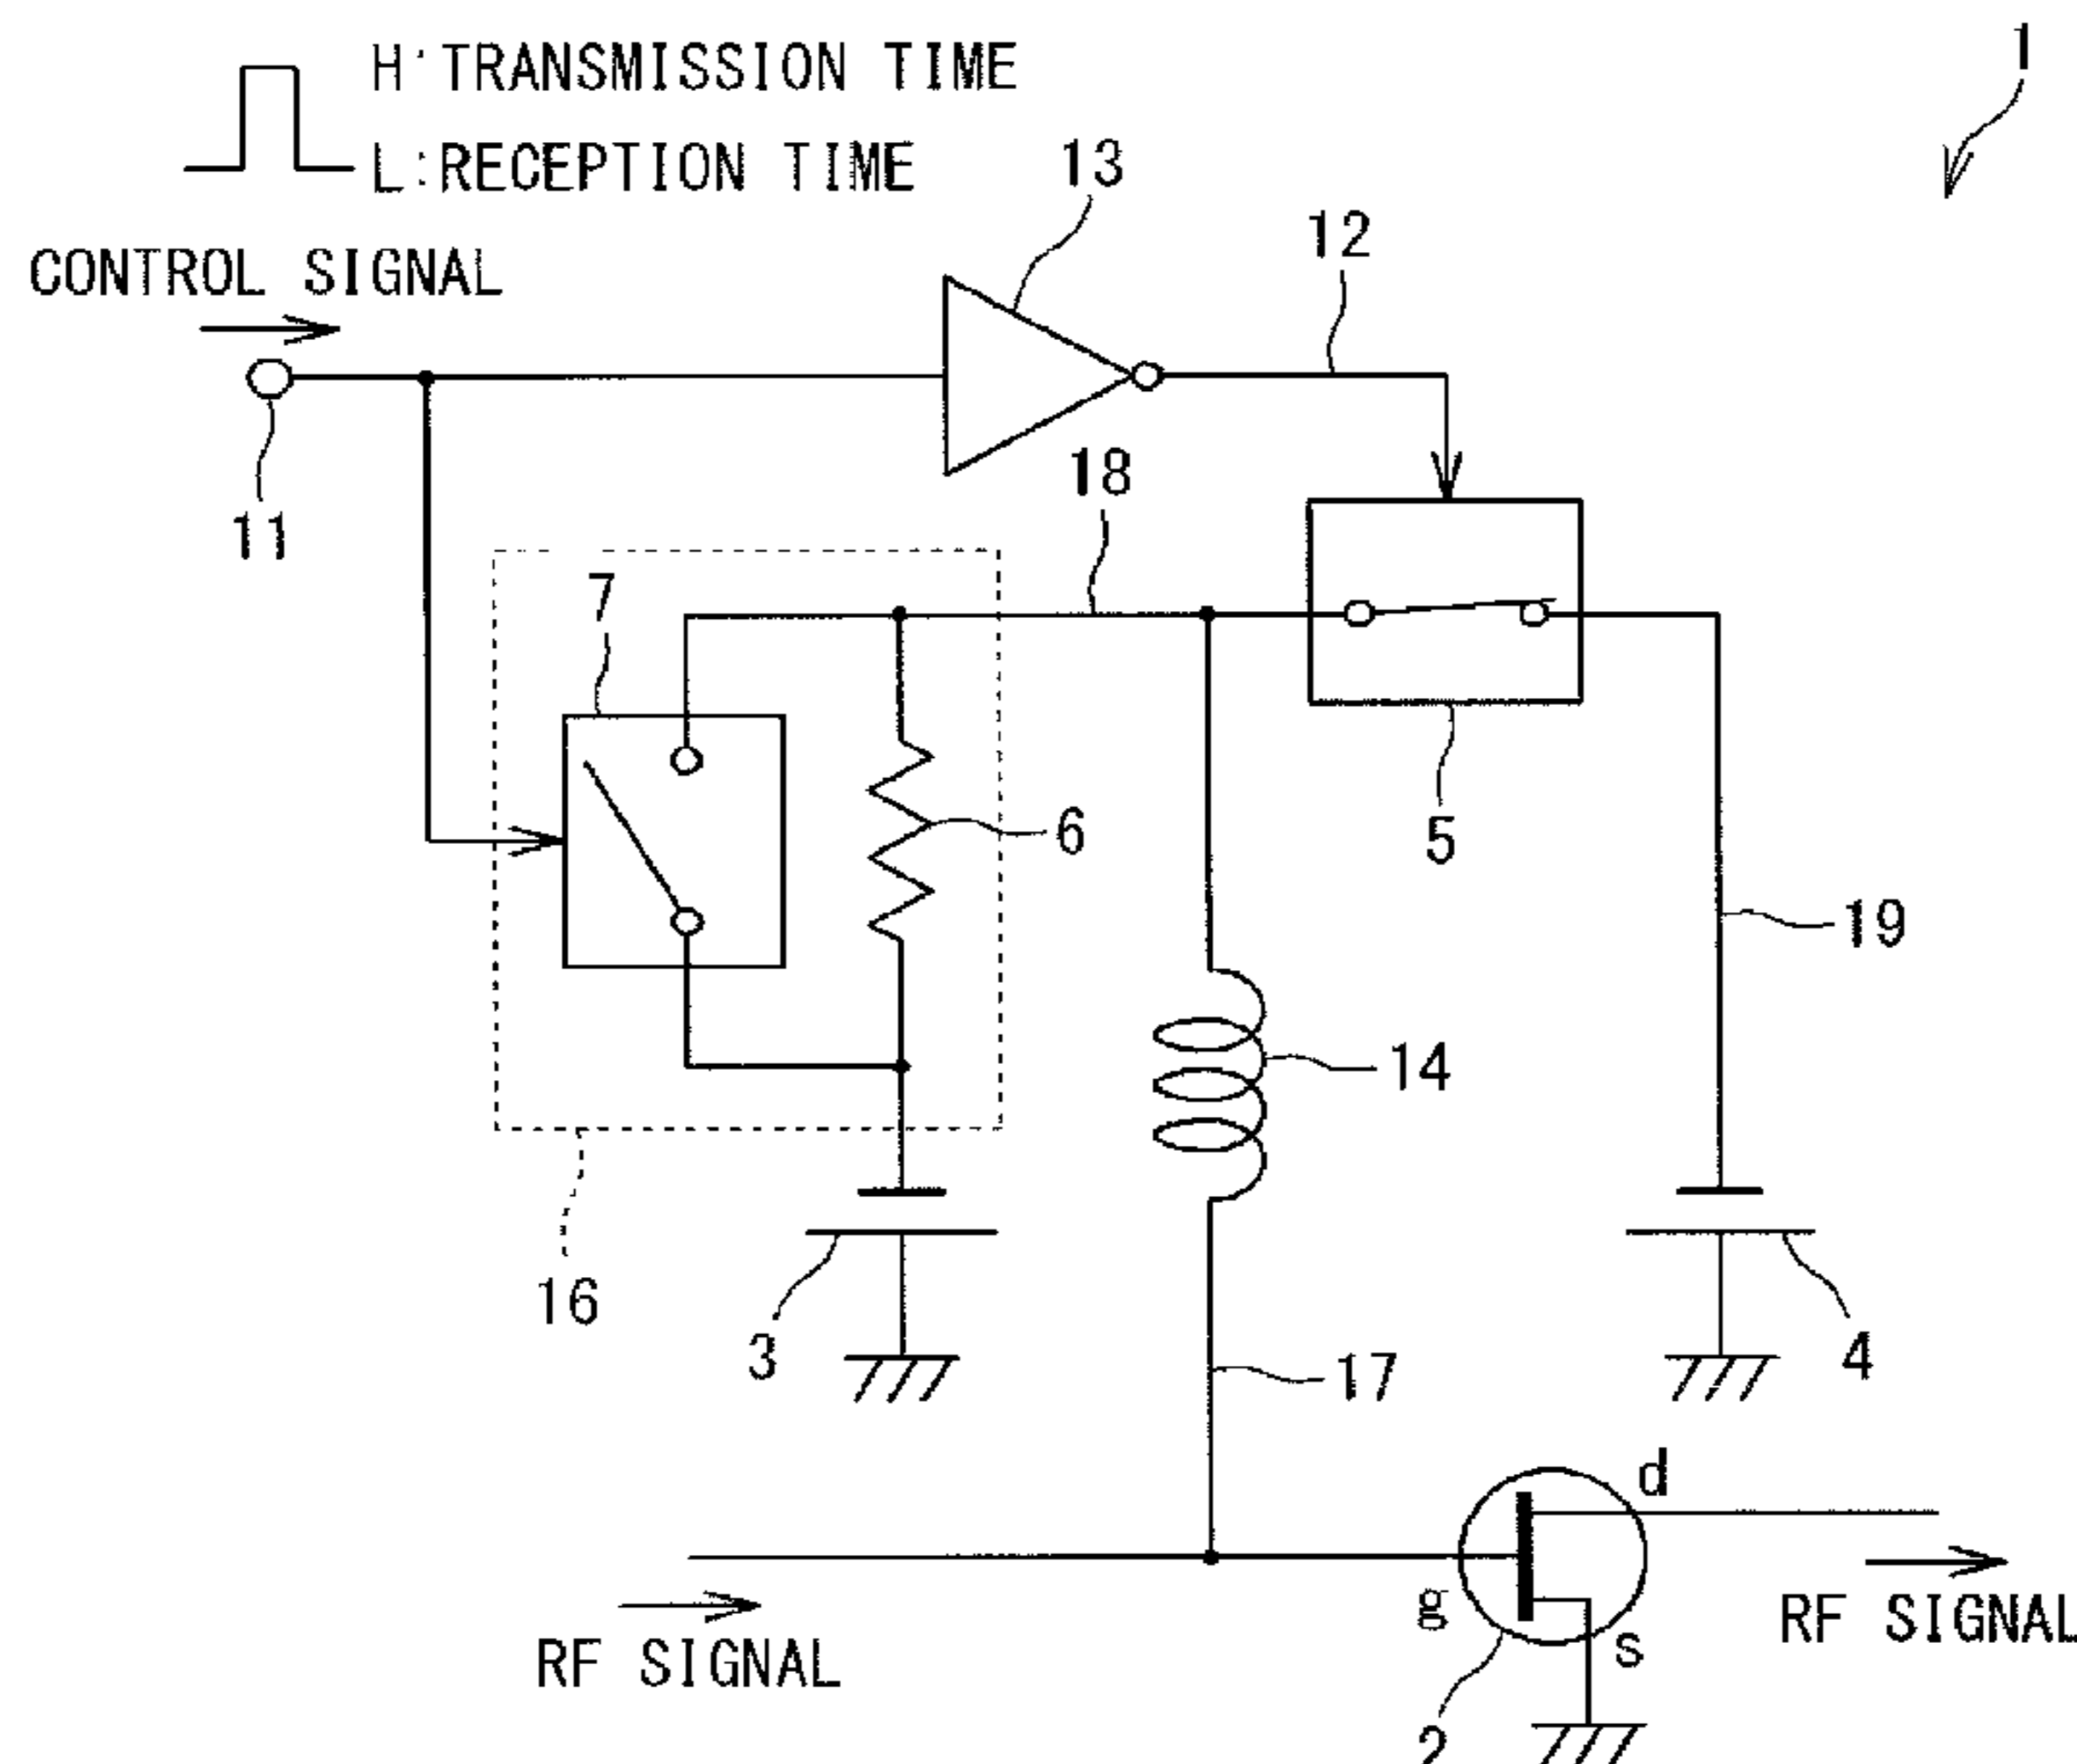 H:TRANSMISSION TIME
1
L:RECEPTION TIME
13
12
CONTROL SIGNAL
18
11
7
6
5
19
14
16
3
17
4
d
g
s
RF SIGNAL
RF SIGNAL
2